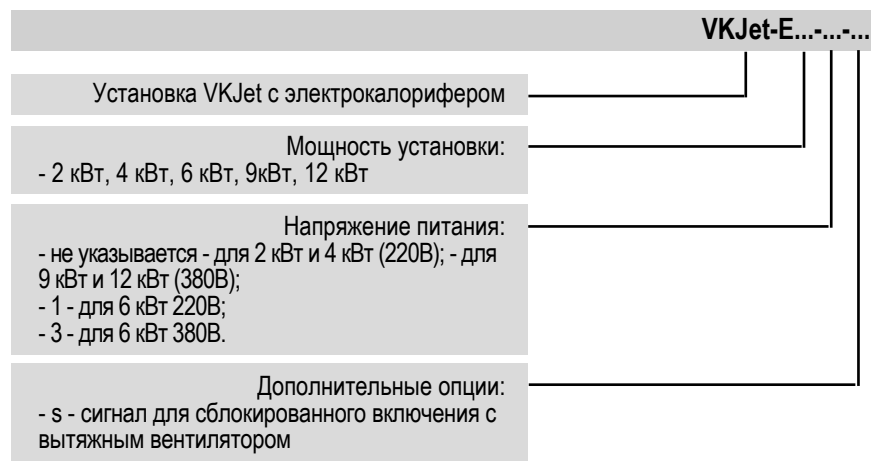 VKJet-E...-...-...
Установка VKJet с электрокалорифером
Мощность установки:
- 2 кВт, 4 кВт, 6 кВт, 9кВт, 12 кВт
Напряжение питания:
- не указывается - для 2 кВт и 4 кВт (220В); - для
9 кВт и 12 кВт (380В);
- 1 - для 6 кВт 220В;
- 3 - для 6 кВт 380В.
Дополнительные опции:
- s - сигнал для сблокированного включения с
вытяжным вентилятором